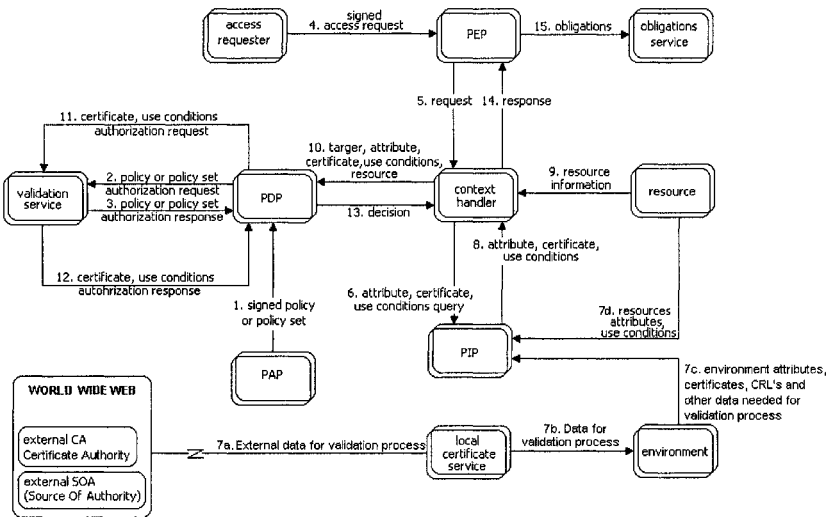 access
requester
signed
4. access request
PEP
15. obligations
obligations
service
5. request
14. response
11. certificate, use conditions
authorization request
10. targer, attribute,
certificate,use conditions,
resource
validation
service
2. policy or policy set
authorization request
3. policy or policy set
authorization response
PDP
13. decision
context
handler
9. resource
information
resource
12. certificate, use conditions
autohrization response
8. attribute, certificate,
use conditions
1. signed policy
or policy set
6. attribute, certificate,
use conditions query
7d. resources
attributes,
use conditions
PAP
PIP
7c. environment attributes,
certificates, CRL's and
other data needed for
validation process
WORLD WIDE WEB
external CA
Certificate Authority
external SOA
(Source Of Authority)
7a.External data for validation process
local
certificate
service
7b. Data for
validation process
environment